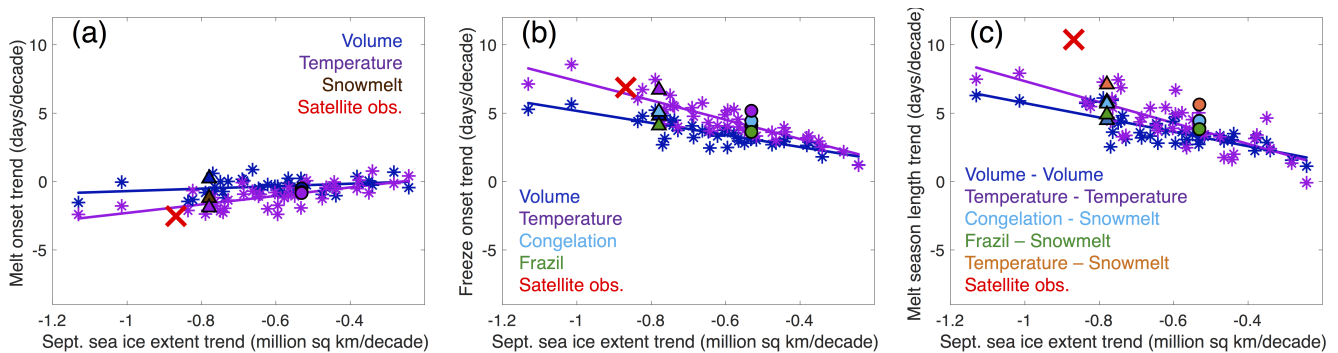 (a)
Volume
Temperature
Snowmelt
Satellite obs.
Melt onset trend (days/decade)
10
5
0
-5
-1.2 -1 -0.8 -0.6 -0.4
Sept. sea ice extent trend (million sq km/decade)
(b)
Volume
Temperature
Congelation
Frazil
Satellite obs.
Freeze onset trend (days/decade)
10
5
0
-5
-1.2 -1 -0.8 -0.6 -0.4
Sept. sea ice extent trend (million sq km/decade)
(c)
Volume - Volume
Temperature - Temperature
Congelation - Snowmelt
Frazil – Snowmelt
Temperature – Snowmelt
Satellite obs.
Melt season length trend (days/decade)
10
5
0
-5
-1.2 -1 -0.8 -0.6 -0.4
Sept. sea ice extent trend (million sq km/decade)